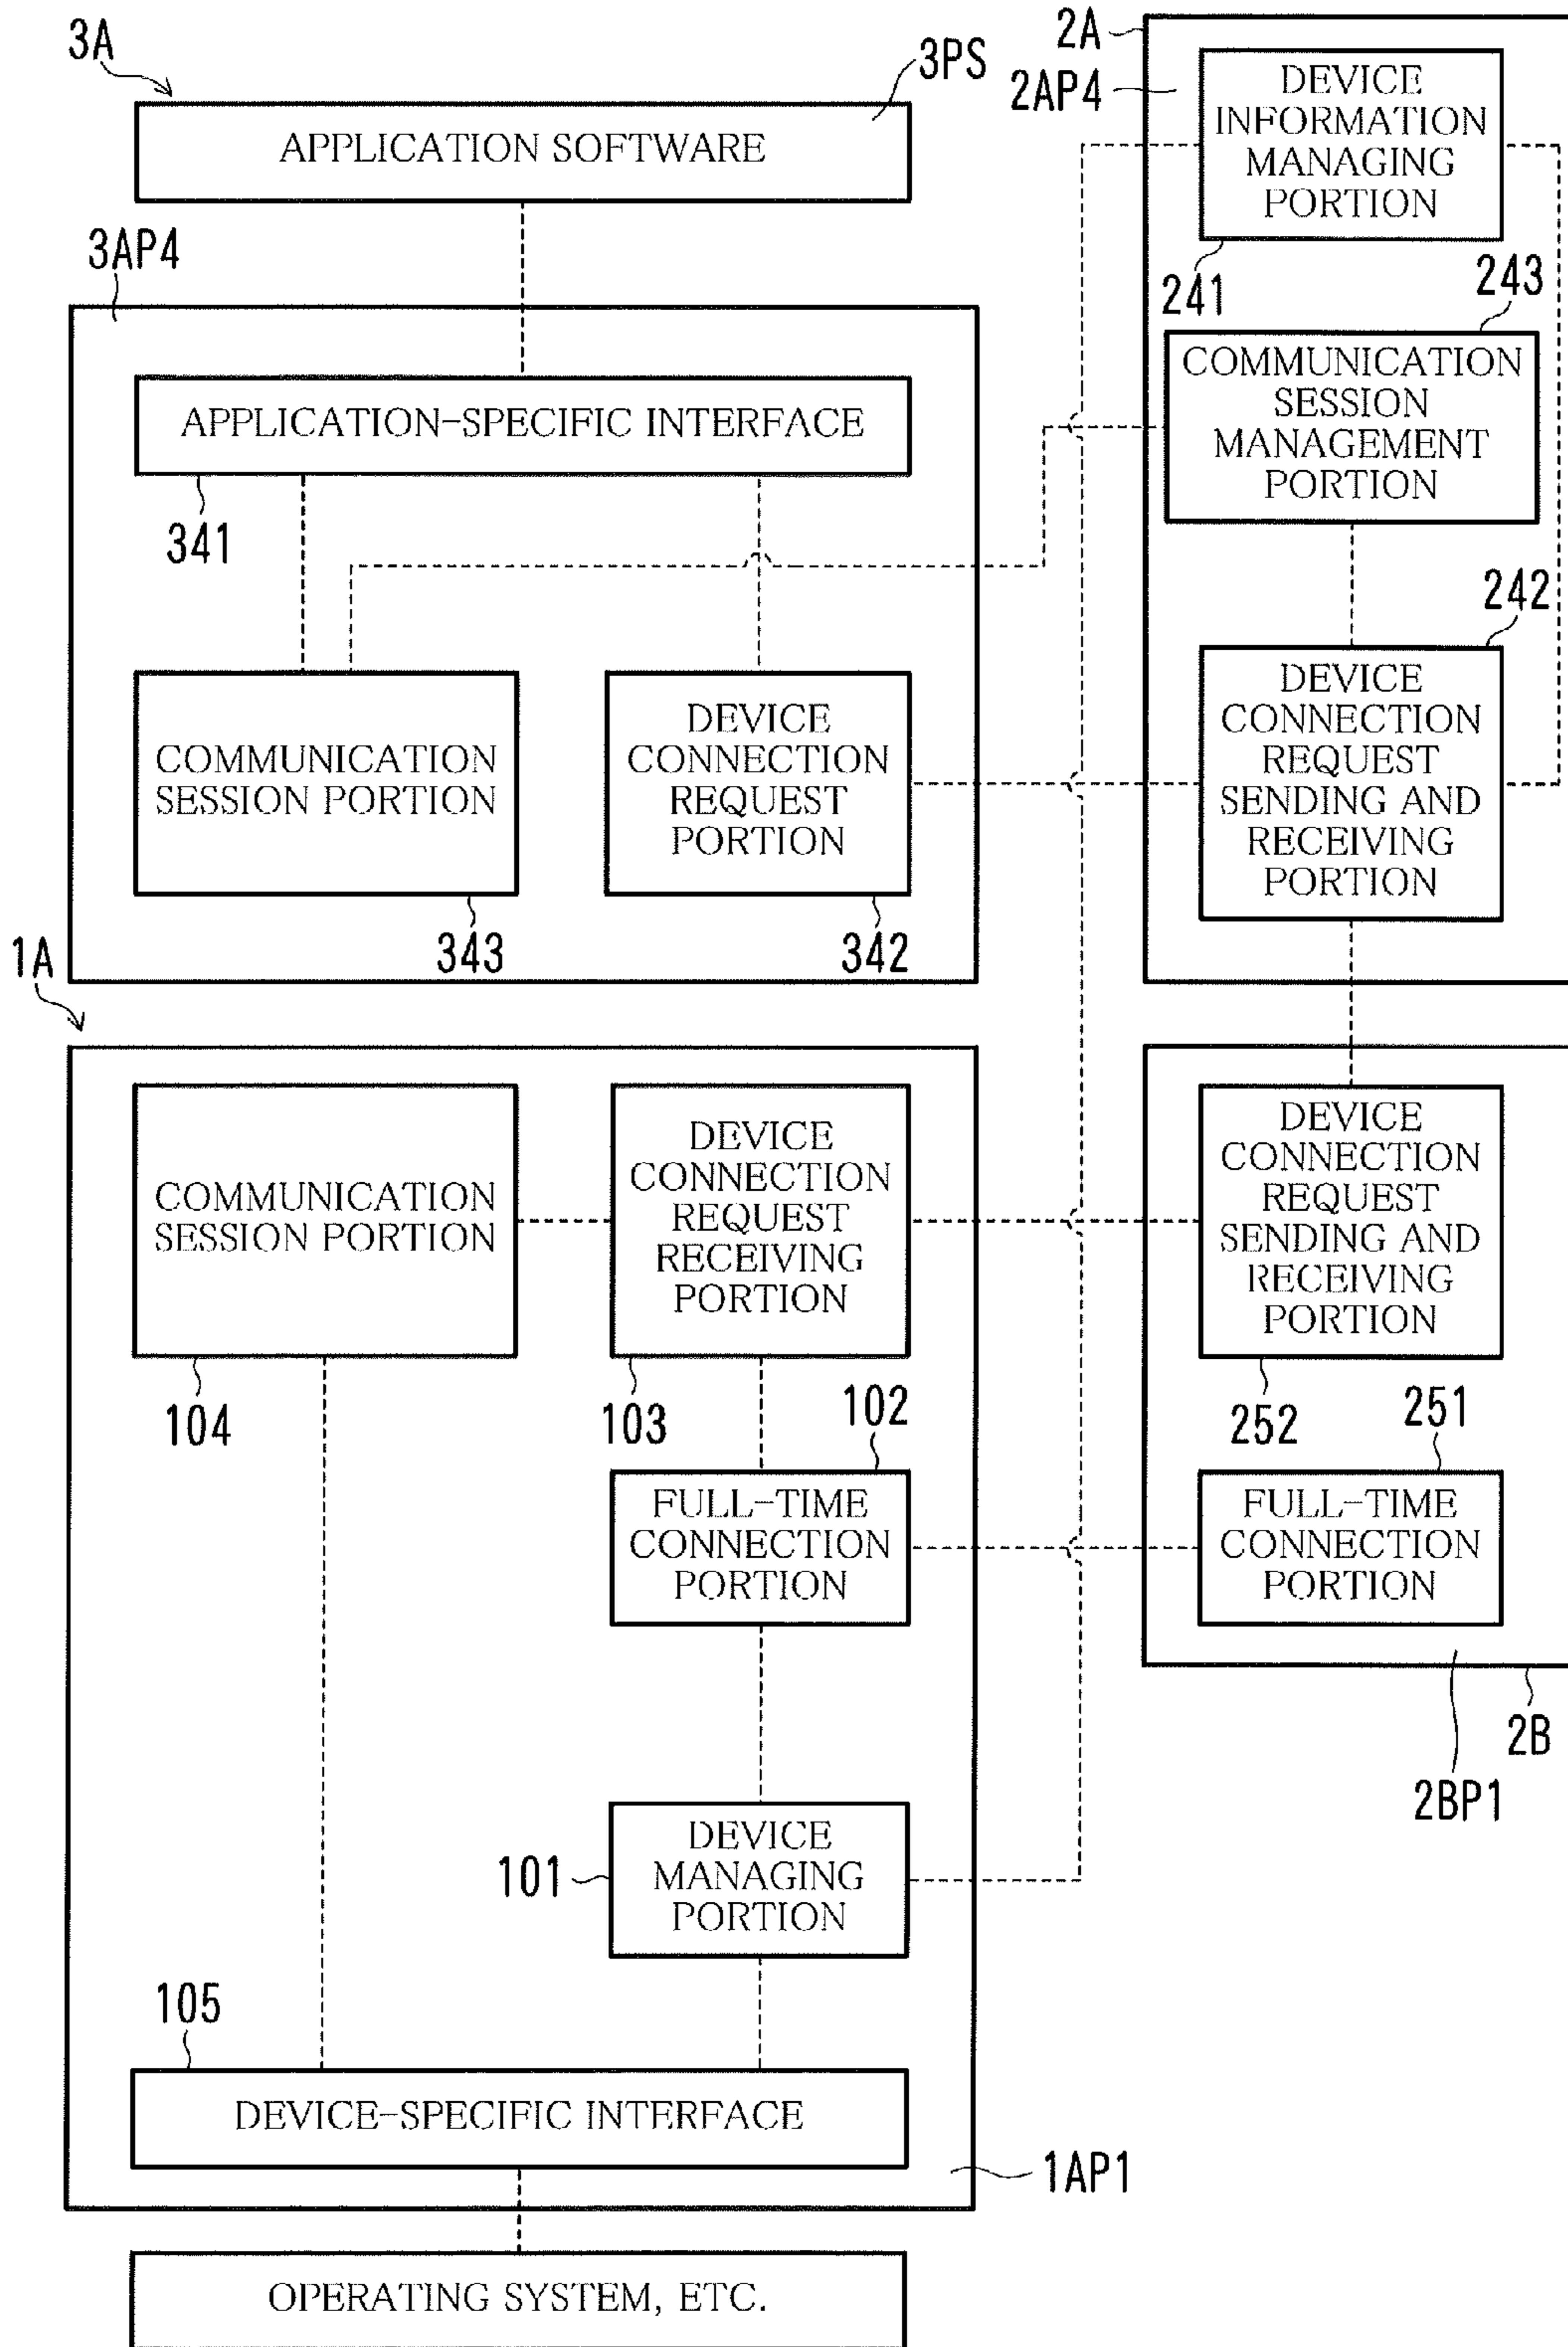 3A
3PS
APPLICATION SOFTWARE
3AP4
APPLICATION-SPECIFIC INTERFACE
341
COMMUNICATION
SESSION PORTION
343
DEVICE
CONNECTION
REQUEST
PORTION
342
2A
2AP4
DEVICE
INFORMATION
MANAGING
PORTION
241
243
COMMUNICATION
SESSION
MANAGEMENT
PORTION
242
DEVICE
CONNECTION
REQUEST
SENDING AND
RECEIVING
PORTION
1A
COMMUNICATION
SESSION PORTION
104
DEVICE
CONNECTION
REQUEST
RECEIVING
PORTION
103
102
FULL-TIME
CONNECTION
PORTION
101
DEVICE
MANAGING
PORTION
105
DEVICE-SPECIFIC INTERFACE
1AP1
OPERATING SYSTEM, ETC.
DEVICE
CONNECTION
REQUEST
SENDING AND
RECEIVING
PORTION
252
251
FULL-TIME
CONNECTION
PORTION
2B
2BP1